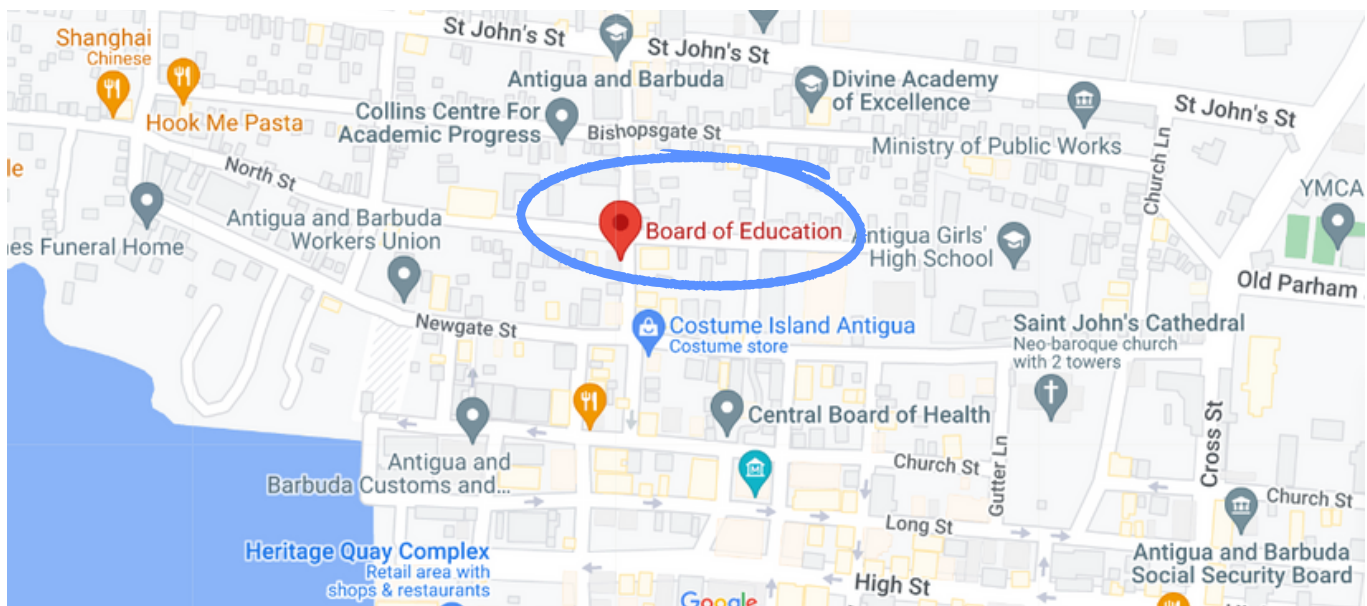 St John's St
St John's St
Shanghai
Chinese
Antigua and Barbuda
Divine Academy
of Excellence
Hook Me Pasta
Collins Centre For
Academic Progress
Bishopsgate St
St John's St
Ministry of Public Works
Church Ln
North St
YMCA
Antigua and Barbuda
Workers Union
Board of Education
Antigua Girls'
High School
es Funeral Home
Old Parham
Newgate St
Costume Island Antigua
Costume store
Saint John's Cathedral
Neo-baroque church
with 2 towers
Central Board of Health
Cross St
Antigua and
Barbuda Customs and...
Church St
Gutter Ln
Church St
Long St
Heritage Quay Complex
Retail area with
shops & restaurants
High St
Antigua and Barbuda
Social Security Board
Google